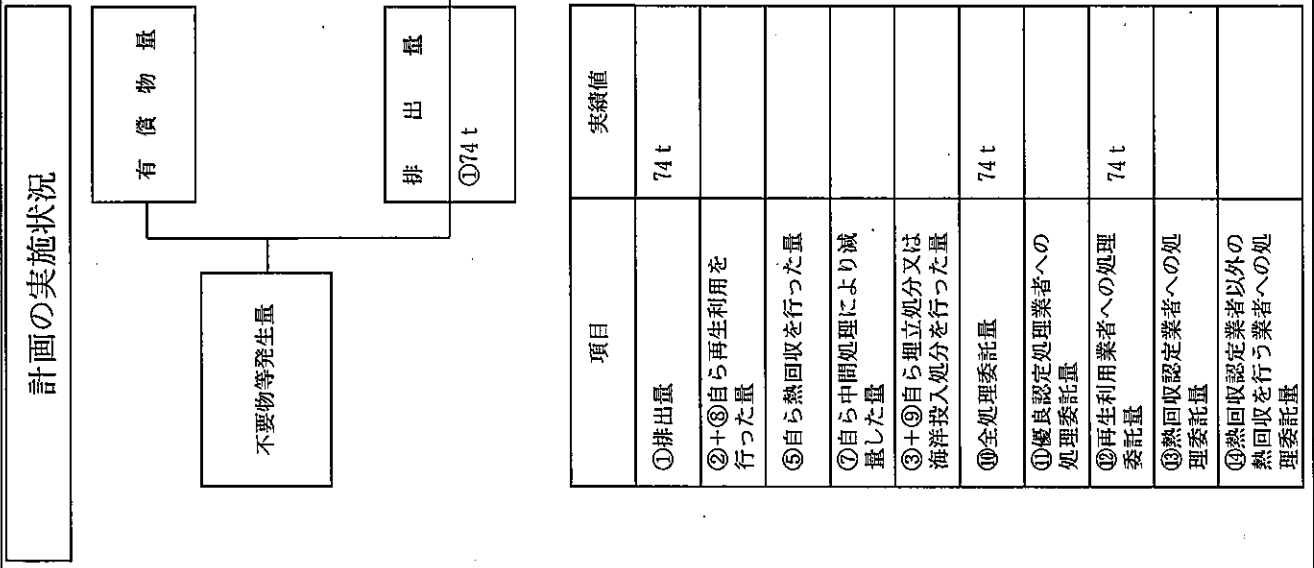 計画の実施状況
有償物量
不要物等発生量
排出量
①74 t
項目
実績値
①排出量
74 t
②+⑧自ら再生利用を
行った量
⑤自ら熱回収を行った量
⑦自ら中間処理により減
量した量
③+⑨自ら埋立処分又は
海洋投入処分を行った量
⑩全処理委託量
74 t
⑪優良認定処理業者への
処理委託量
⑫再生利用業者への処理
委託量
74 t
⑬熱回収認定業者への処
理委託量
⑭熱回収認定業者以外の
熱回収を行う業者への処
理委託量